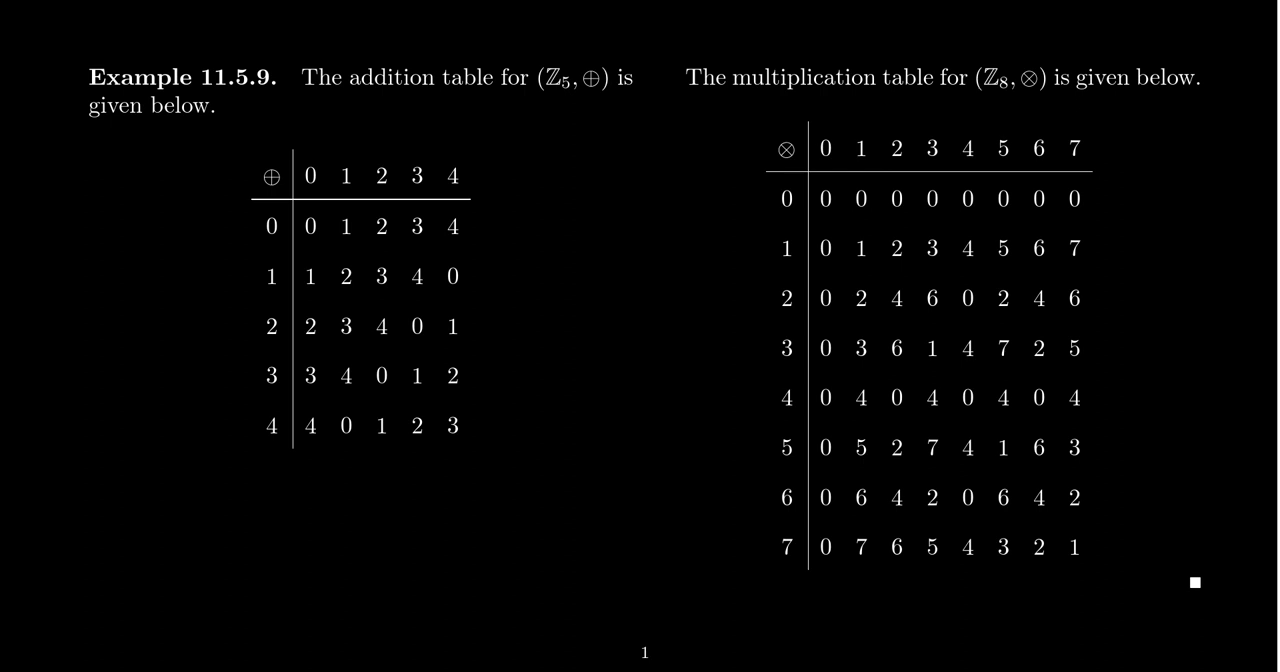 Example 11.5.9. The addition table for (ℤ₅, ⊕) is
given below.
⊕ 0 1 2 3 4
0 0 1 2 3 4
1 1 2 3 4 0
2 2 3 4 0 1
3 3 4 0 1 2
4 4 0 1 2 3
The multiplication table for (ℤ₈, ⊗) is given below.
⊗ 0 1 2 3 4 5 6 7
0 0 0 0 0 0 0 0 0
1 0 1 2 3 4 5 6 7
2 0 2 4 6 0 2 4 6
3 0 3 6 1 4 7 2 5
4 0 4 0 4 0 4 0 4
5 0 5 2 7 4 1 6 3
6 0 6 4 2 0 6 4 2
7 0 7 6 5 4 3 2 1
■
1